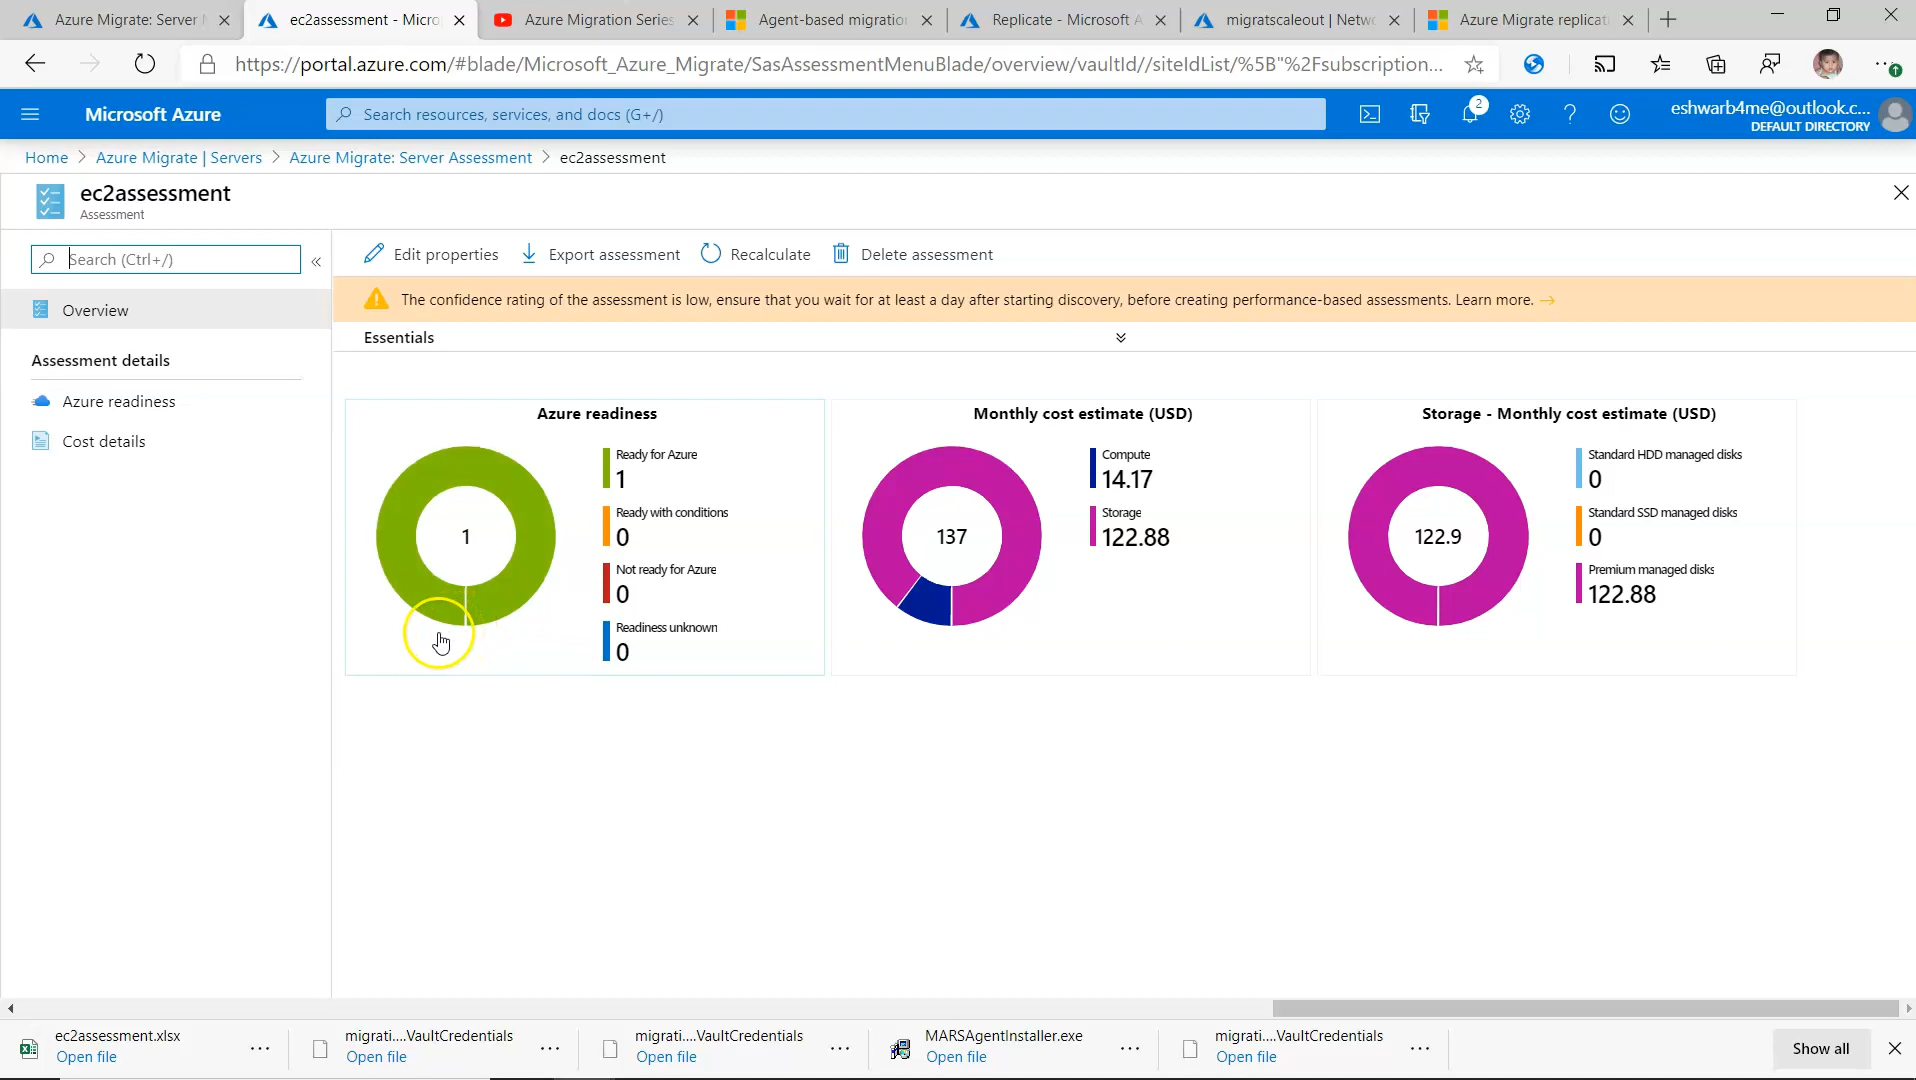 Azure Migrate: Server
ec2assessment - Micro
Azure Migration Series
Agent-based migratio
Replicate - Microsoft A
migratscaleout | Netwo
Azure Migrate replicat
https://portal.azure.com/#blade/Microsoft_Azure_Migrate/SasAssessmentMenuBlade/overview/vaultId//siteIdList/%5B"%2Fsubscription...
Microsoft Azure
Search resources, services, and docs (G+/)
2
eshwarb4me@outlook.c...
DEFAULT DIRECTORY
Home > Azure Migrate | Servers > Azure Migrate: Server Assessment > ec2assessment
ec2assessment
Assessment
Search (Ctrl+/)
«
Overview
Assessment details
Azure readiness
Cost details
Edit properties
Export assessment
Recalculate
Delete assessment
The confidence rating of the assessment is low, ensure that you wait for at least a day after starting discovery, before creating performance-based assessments. Learn more. →
Essentials
Azure readiness
1
Ready for Azure
1
Ready with conditions
0
Not ready for Azure
0
Readiness unknown
0
Monthly cost estimate (USD)
137
Compute
14.17
Storage
122.88
Storage - Monthly cost estimate (USD)
122.9
Standard HDD managed disks
0
Standard SSD managed disks
0
Premium managed disks
122.88
ec2assessment.xlsx
Open file
migrati....VaultCredentials
Open file
migrati....VaultCredentials
Open file
MARSAgentInstaller.exe
Open file
migrati....VaultCredentials
Open file
Show all